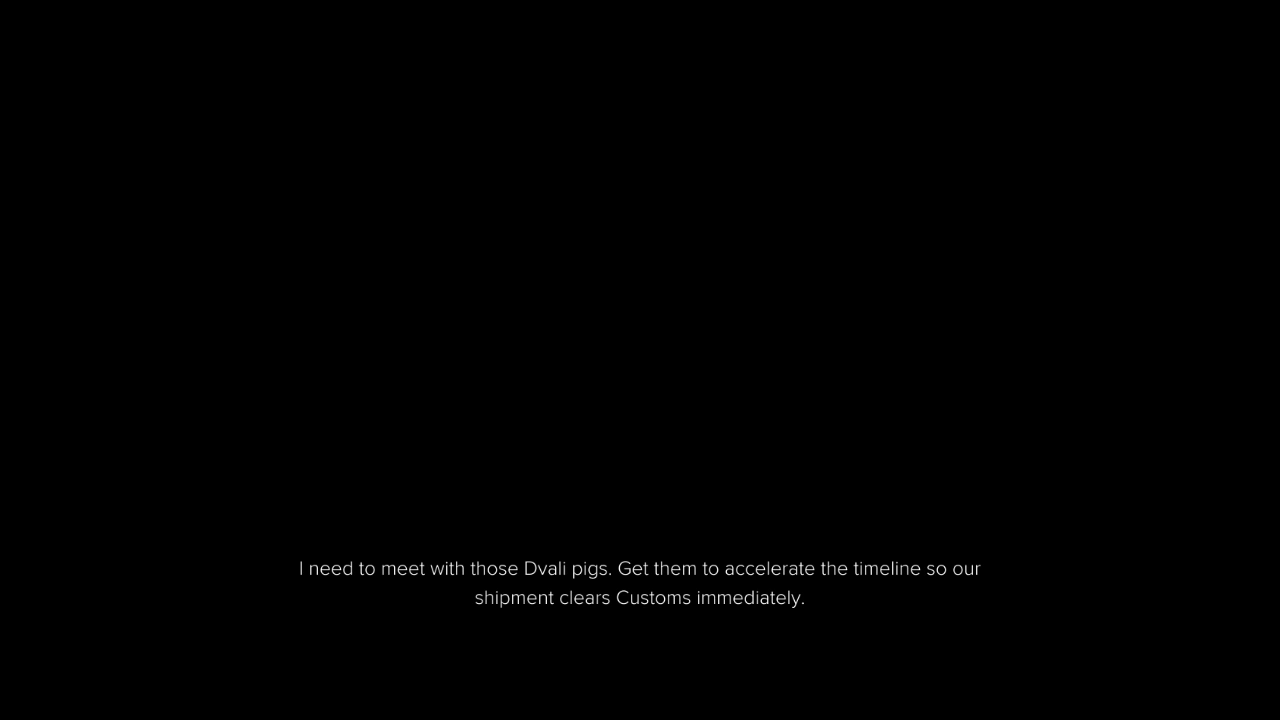 I need to meet with those Dvali pigs. Get them to accelerate the timeline so our
shipment clears Customs immediately.